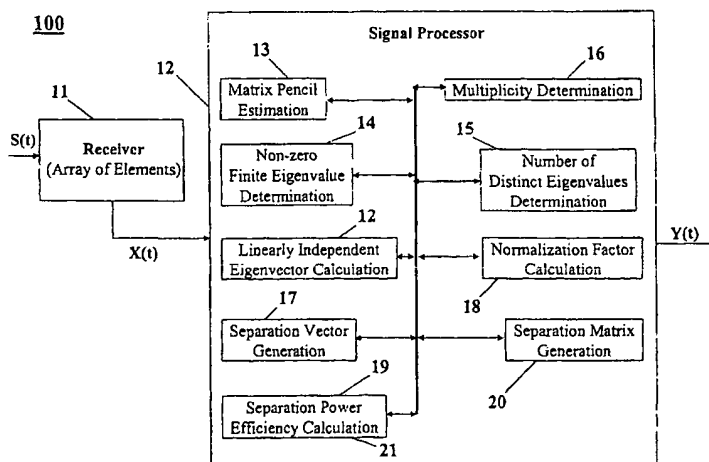 100
Signal Processor
13
16
12
Matrix Pencil
Estimation
Multiplicity Determination
11
14
15
S(t)
Receiver
(Array of Elements)
Non-zero
Finite Eigenvalue
Determination
Number of
Distinct Eigenvalues
Determination
12
X(t)
Linearly Independent
Eigenvector Calculation
Normalization Factor
Calculation
Y(t)
17
18
Separation Vector
Generation
Separation Matrix
Generation
19
20
Separation Power
Efficiency Calculation
21